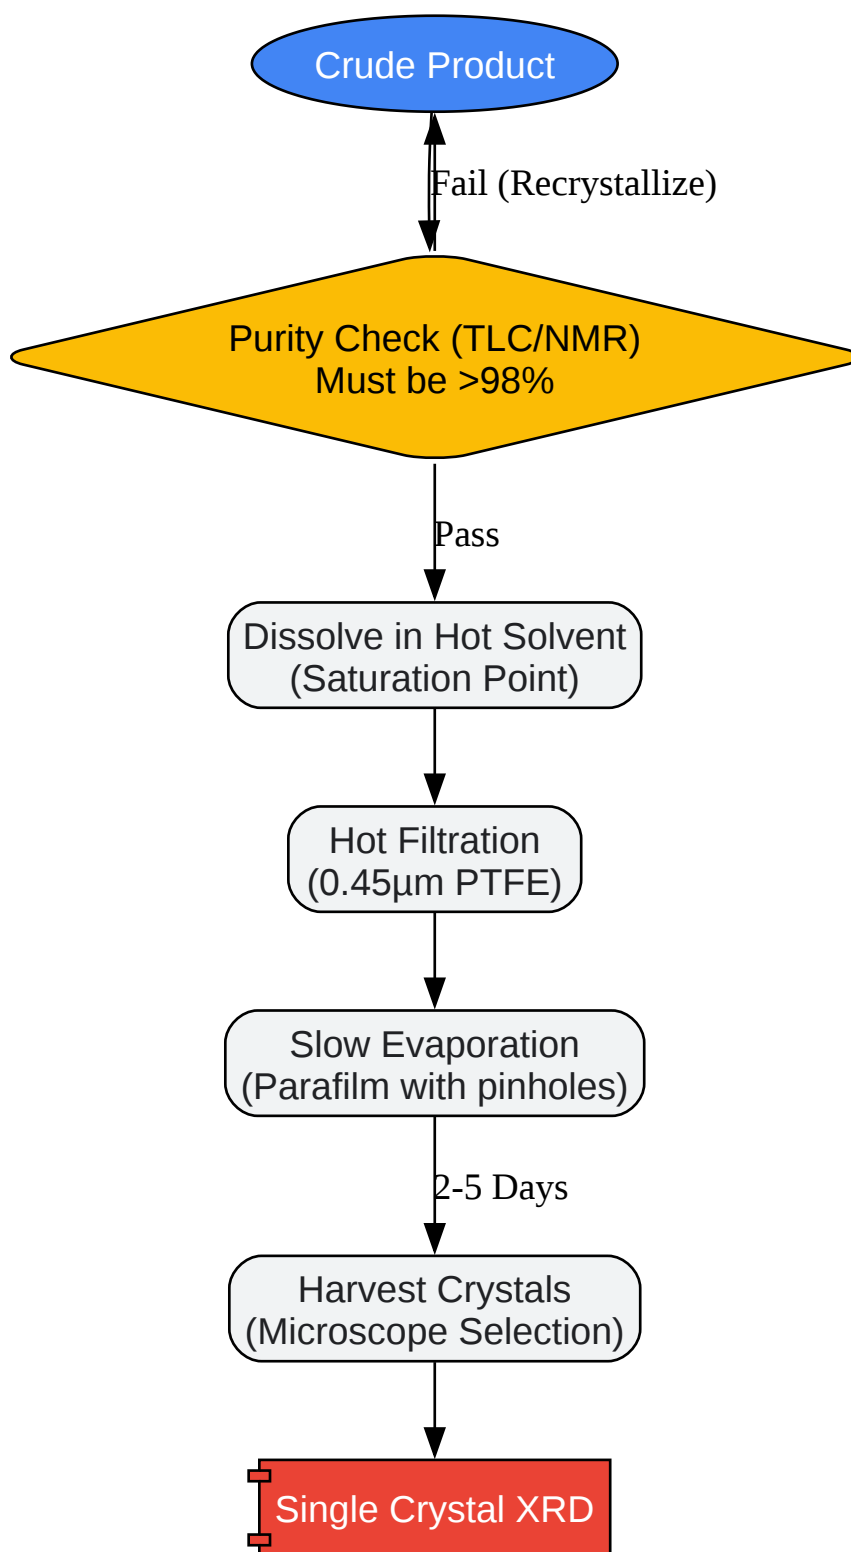 Crude Product
Fail (Recrystallize)
Purity Check (TLC/NMR)
Must be >98%
Pass
Dissolve in Hot Solvent
(Saturation Point)
Hot Filtration
(0.45µm PTFE)
Slow Evaporation
(Parafilm with pinholes)
2-5 Days
Harvest Crystals
(Microscope Selection)
Single Crystal XRD